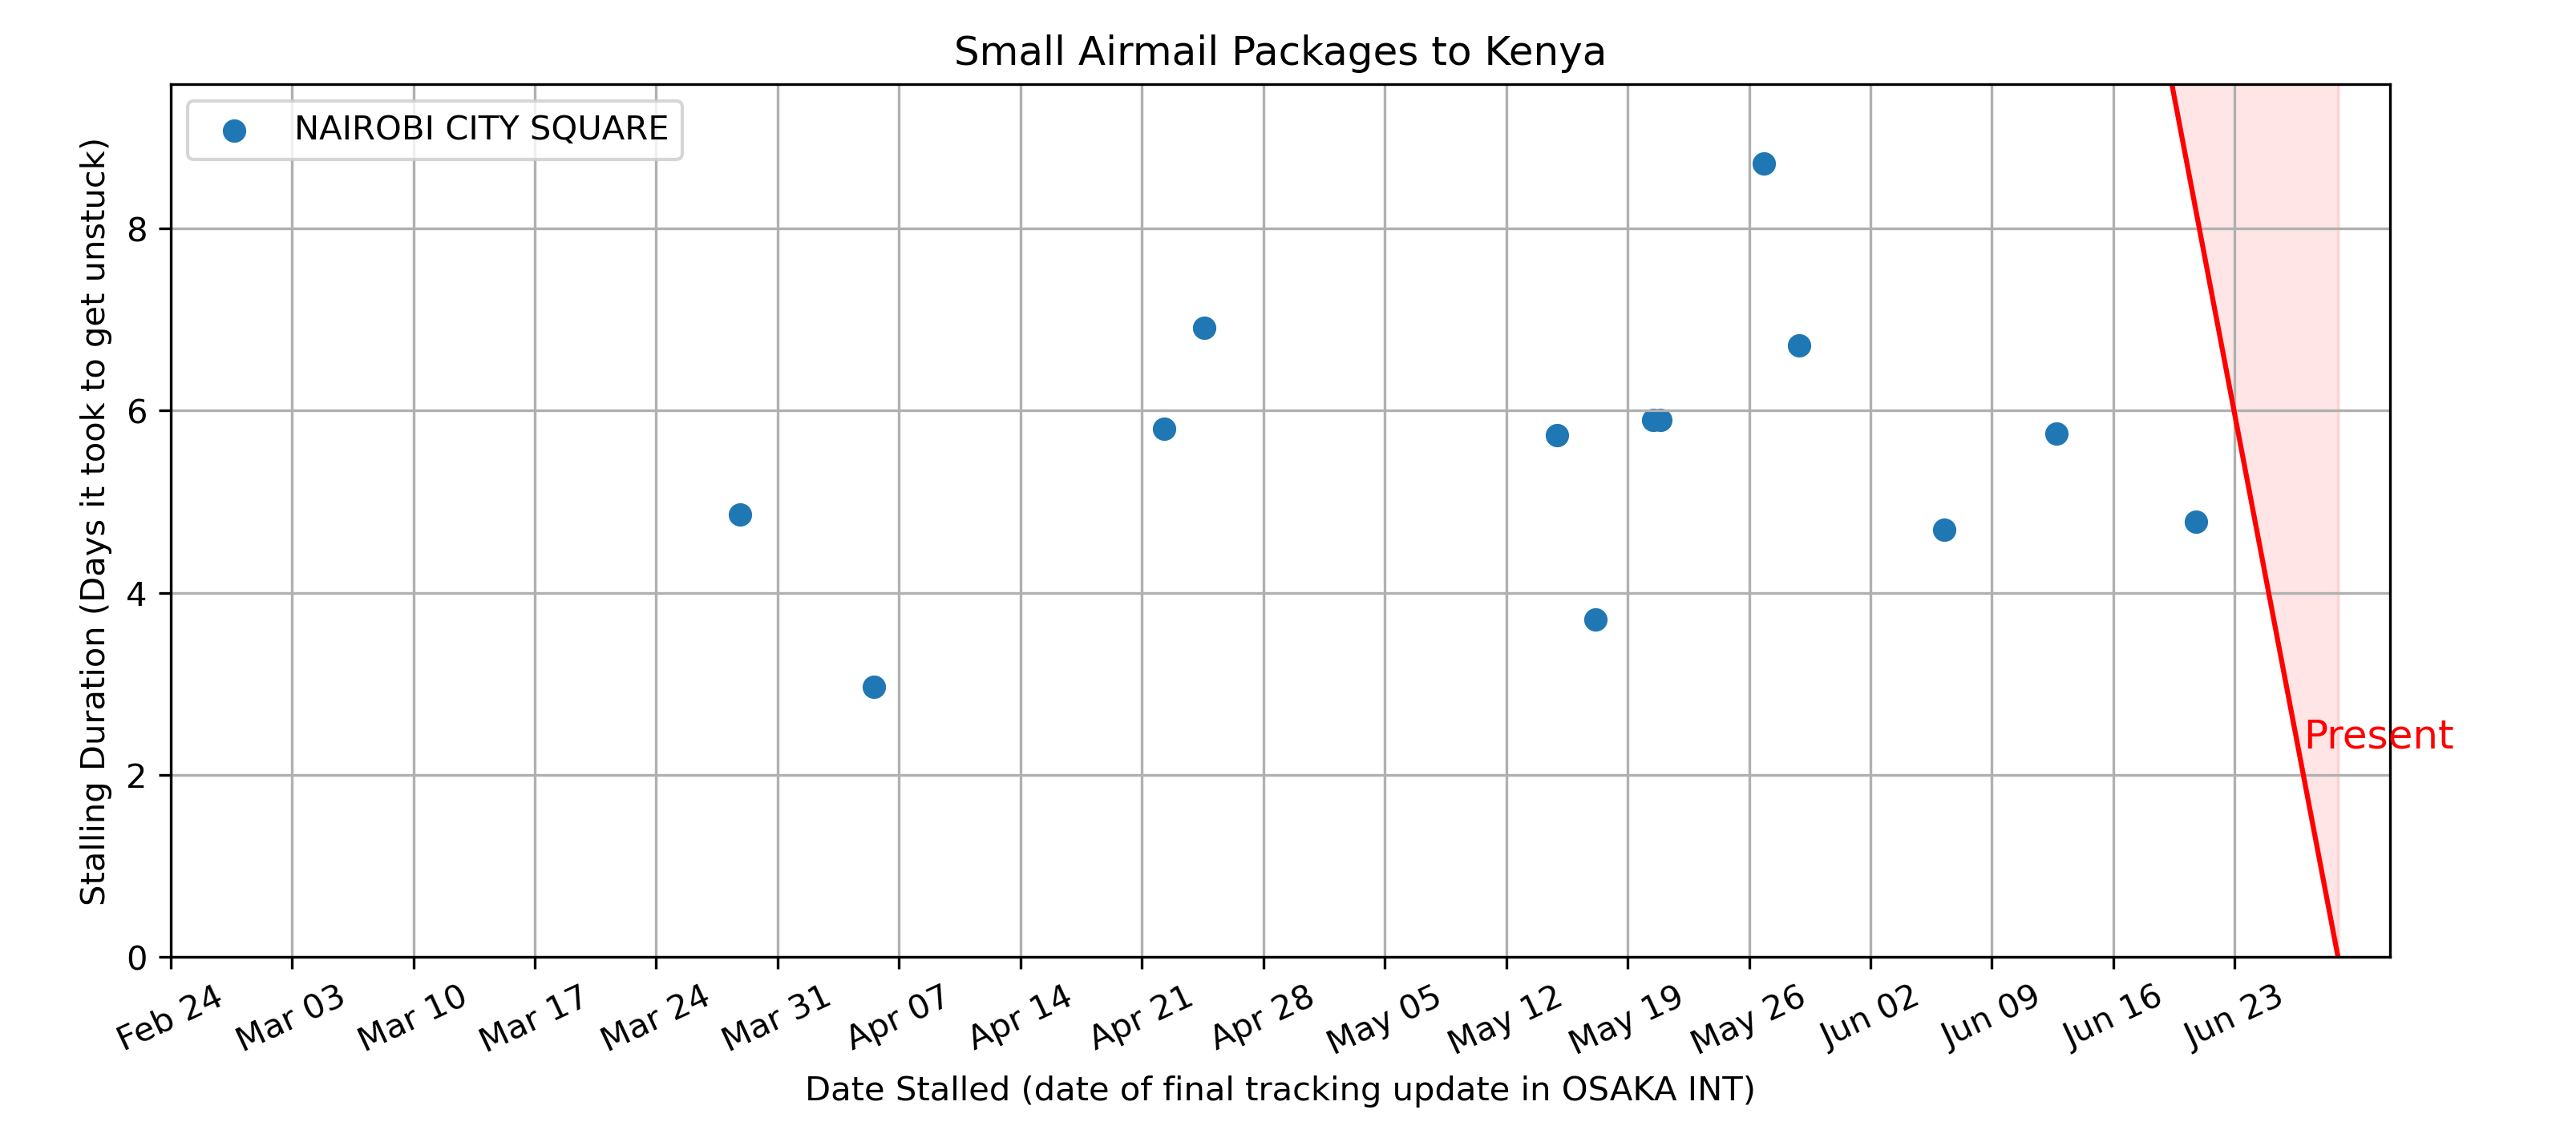 Small Airmail Packages to Kenya
NAIROBI CITY SQUARE
Stalling Duration (Days it took to get unstuck)
8
6
4
2
0
Present
Feb 24
Mar 03
Mar 10
Mar 17
Mar 24
Mar 31
Apr 07
Apr 14
Apr 21
Apr 28
May 05
May 12
May 19
May 26
Jun 02
Jun 09
Jun 16
Jun 23
Date Stalled (date of final tracking update in OSAKA INT)